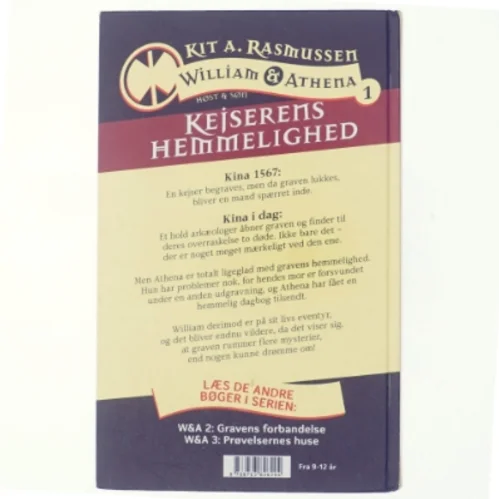 KIT A. RASMUSSEN
WILLIAM & ATHENA
HØST & SØN
1
KEJSERENS
HEMMELIGHED
Kina 1567:
En kejser begraves, men da graven lukkes,
bliver en mand spærret inde.
Kina i dag:
Et hold arkæologer åbner graven og finder til
deres overraskelse to døde. Ikke bare det –
der er noget meget mærkeligt ved den ene.
Men Athena er totalt ligeglad med gravens hemmelighed.
Hun har problemer nok, for hendes mor er forsvundet
under en anden udgravning, og Athena har fået en
hemmelig dagbog tilsendt.
William derimod er på sit livs eventyr,
og det bliver endnu vildere, da det viser sig,
at graven rummer flere mysterier,
end nogen kunne drømme om!
LÆS DE ANDRE
BØGER I SERIEN:
W&A 2: Gravens forbandelse
W&A 3: Prøvelsernes huse
Fra 9-12 år